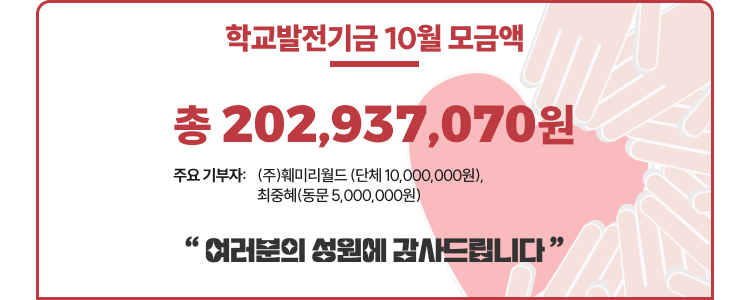 학교발전기금 10월 모금액
총 202,937,070원
주요 기부자: (주)훼미리월드 (단체 10,000,000원),
최중혜(동문 5,000,000원)
“ 여러분의 성원에 감사드립니다 ”